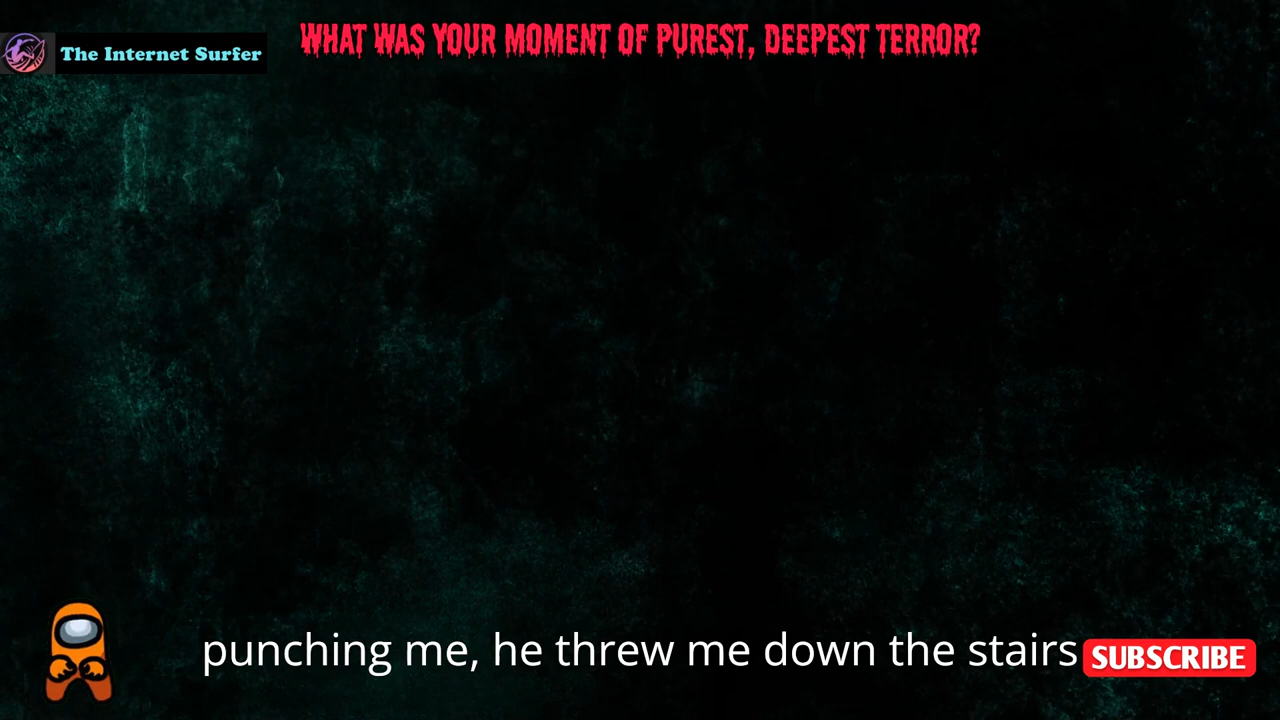 WHAT WAS YOUR MOMENT OF PUREST, DEEPEST TERROR?
The Internet Surfer
punching me, he threw me down the stairs
SUBSCRIBE